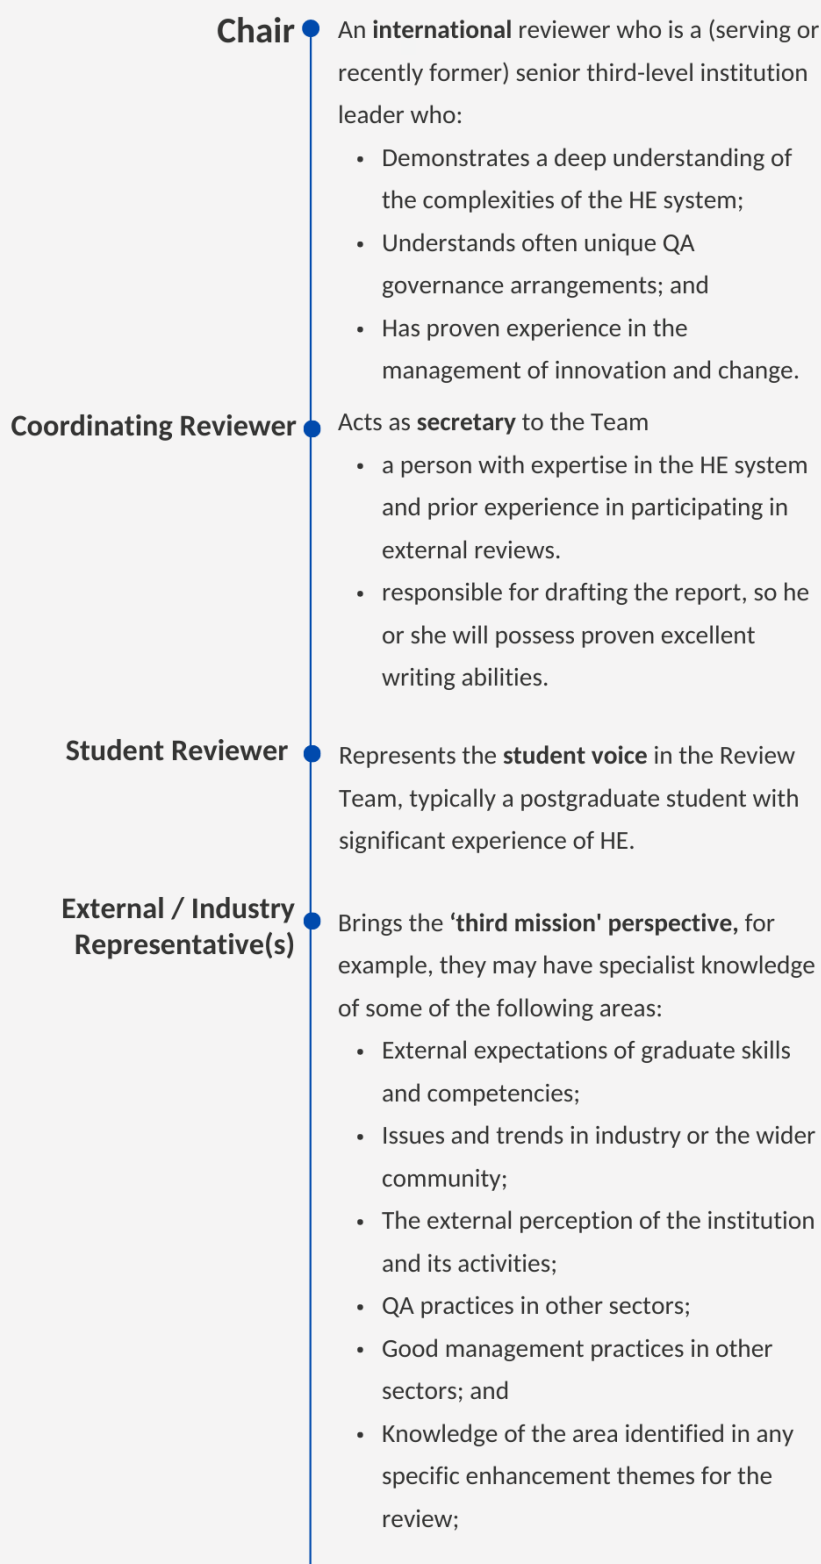 Chair
An international reviewer who is a (serving or
recently former) senior third-level institution
leader who:
• Demonstrates a deep understanding of
the complexities of the HE system;
• Understands often unique QA
governance arrangements; and
• Has proven experience in the
management of innovation and change.
Coordinating Reviewer
Acts as secretary to the Team
• a person with expertise in the HE system
and prior experience in participating in
external reviews.
• responsible for drafting the report, so he
or she will possess proven excellent
writing abilities.
Student Reviewer
Represents the student voice in the Review
Team, typically a postgraduate student with
significant experience of HE.
External / Industry
Representative(s)
Brings the ‘third mission' perspective, for
example, they may have specialist knowledge
of some of the following areas:
• External expectations of graduate skills
and competencies;
• Issues and trends in industry or the wider
community;
• The external perception of the institution
and its activities;
• QA practices in other sectors;
• Good management practices in other
sectors; and
• Knowledge of the area identified in any
specific enhancement themes for the
review;